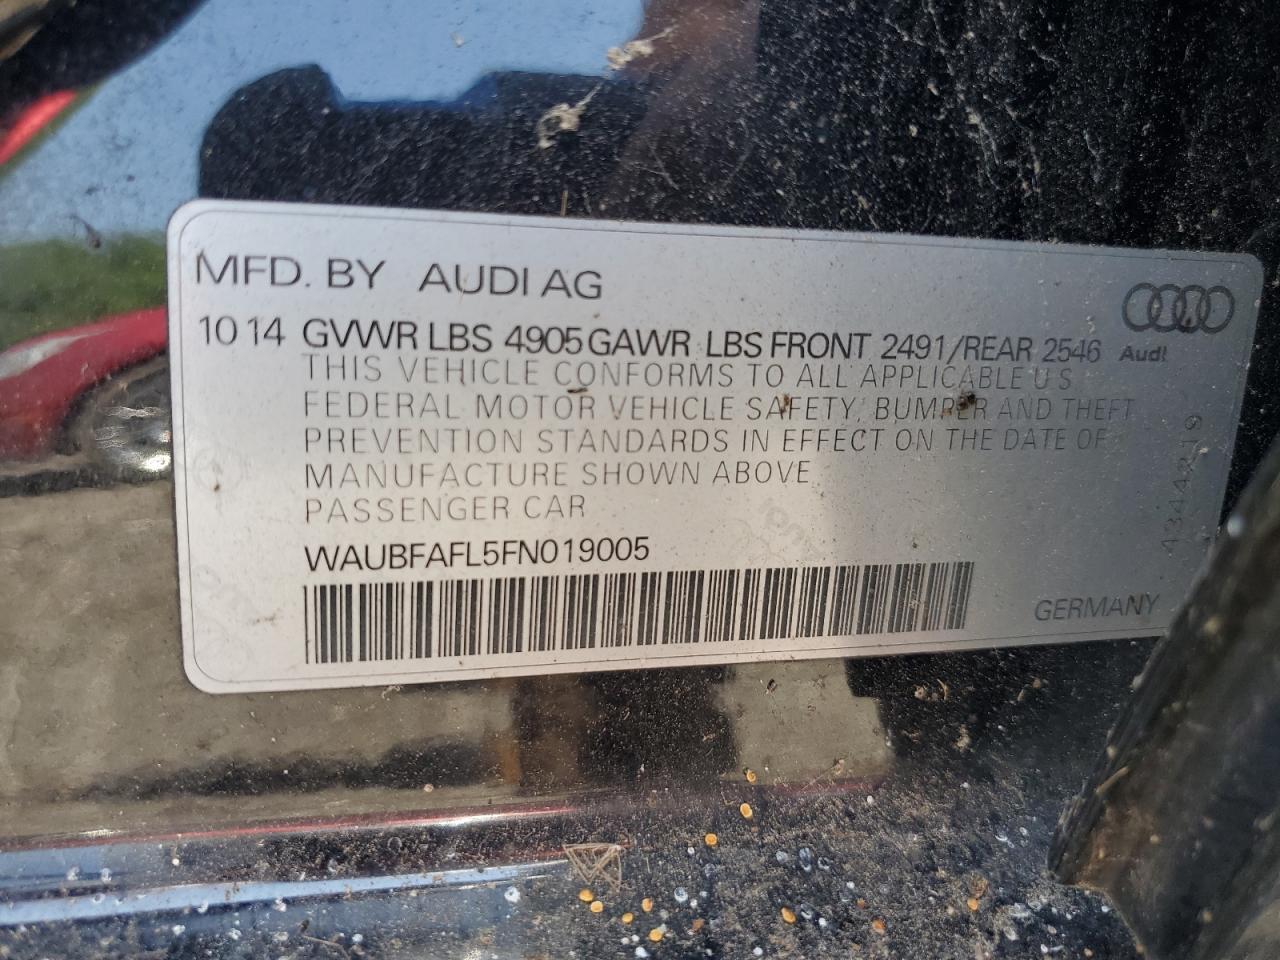 MFD. BY AUDI AG
10 14 GVWR LBS 4905 GAWR LBS FRONT 2491/REAR 2546
Audi
THIS VEHICLE CONFORMS TO ALL APPLICABLE U S
FEDERAL MOTOR VEHICLE SAFETY, BUMPER AND THEFT
PREVENTION STANDARDS IN EFFECT ON THE DATE OF
MANUFACTURE SHOWN ABOVE
PASSENGER CAR
WAUBFAFL5FN019005
GERMANY